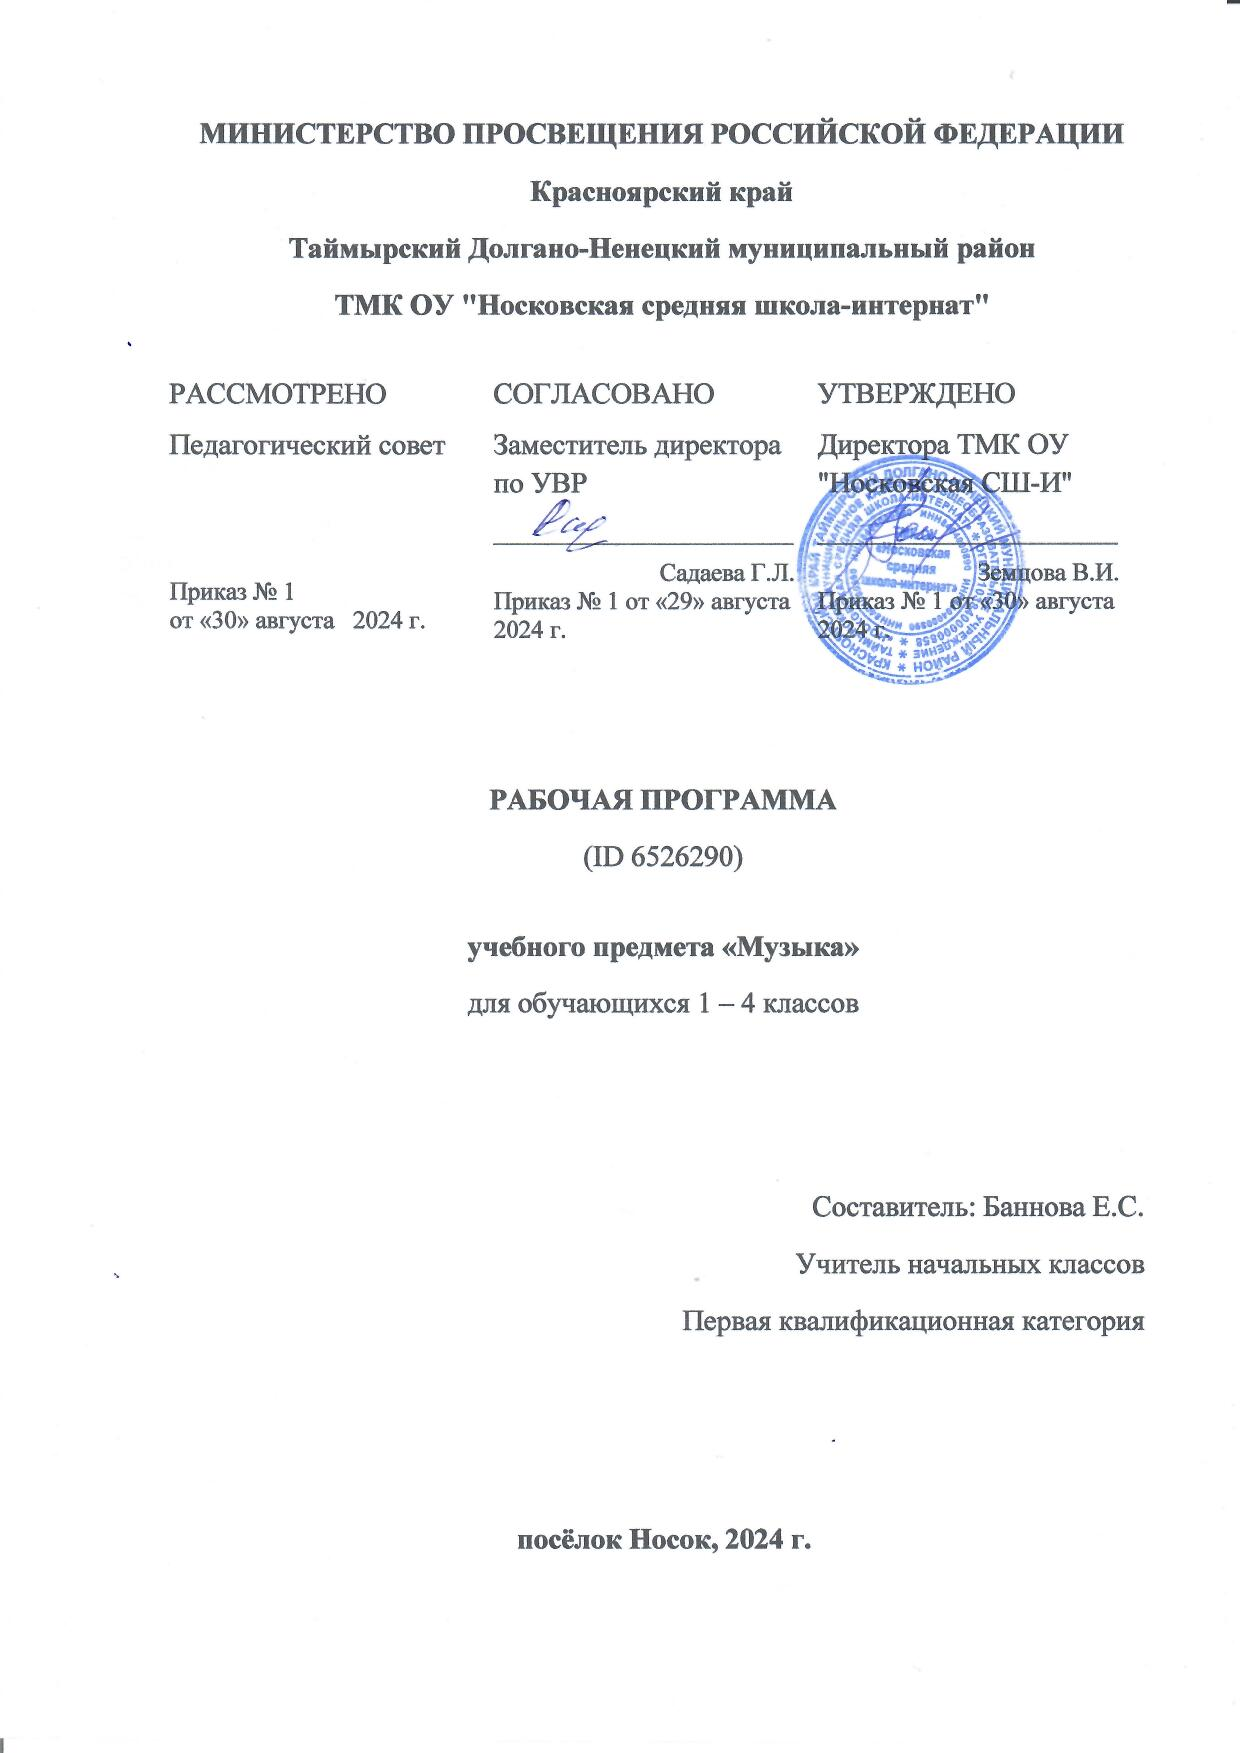 МИНИСТЕРСТВО ПРОСВЕЩЕНИЯ РОССИЙСКОЙ ФЕДЕРАЦИИ
Красноярский край
Таймырский Долгано-Ненецкий муниципальный район
ТМК ОУ "Носковская средняя школа-интернат"
РАССМОТРЕНО
Педагогический совет
Приказ № 1
от «30» августа 2024 г.
СОГЛАСОВАНО
Заместитель директора
по УВР
Садаева Г.Л.
Приказ № 1 от «29» августа
2024 г.
УТВЕРЖДЕНО
Директора ТМК ОУ
"Носковская СШ-И"
Земцова В.И.
Приказ № 1 от «30» августа
2024 г.
«Носковская
средняя
школа-интернат»
РАБОЧАЯ ПРОГРАММА
(ID 6526290)
учебного предмета «Музыка»
для обучающихся 1 – 4 классов
Составитель: Баннова Е.С.
Учитель начальных классов
Первая квалификационная категория
посёлок Носок, 2024 г.